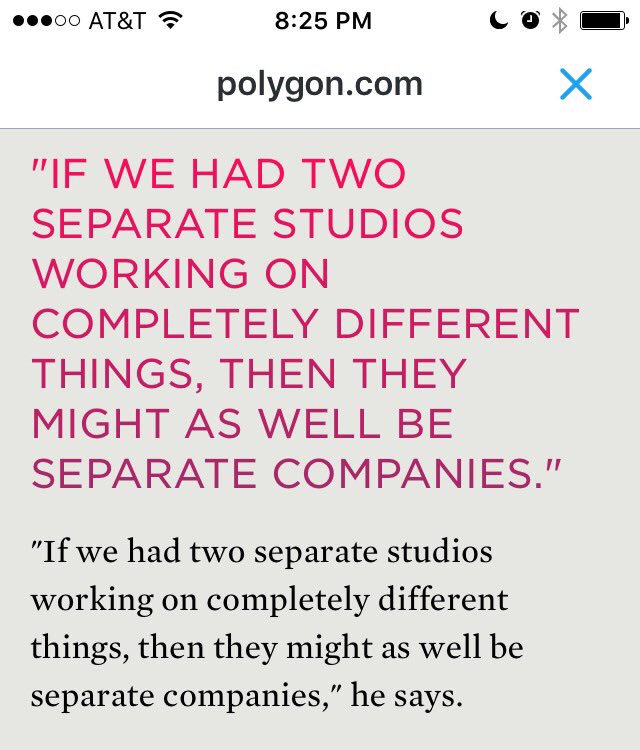 AT&T 8:25 PM
polygon.com
"IF WE HAD TWO
SEPARATE STUDIOS
WORKING ON
COMPLETELY DIFFERENT
THINGS, THEN THEY
MIGHT AS WELL BE
SEPARATE COMPANIES."
"If we had two separate studios
working on completely different
things, then they might as well be
separate companies," he says.